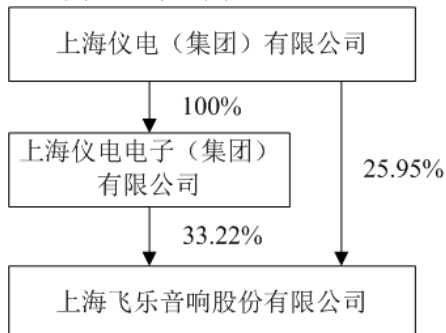 上海仪电（集团）有限公司
100%
上海仪电电子（集团）
有限公司
25.95%
33.22%
上海飞乐音响股份有限公司